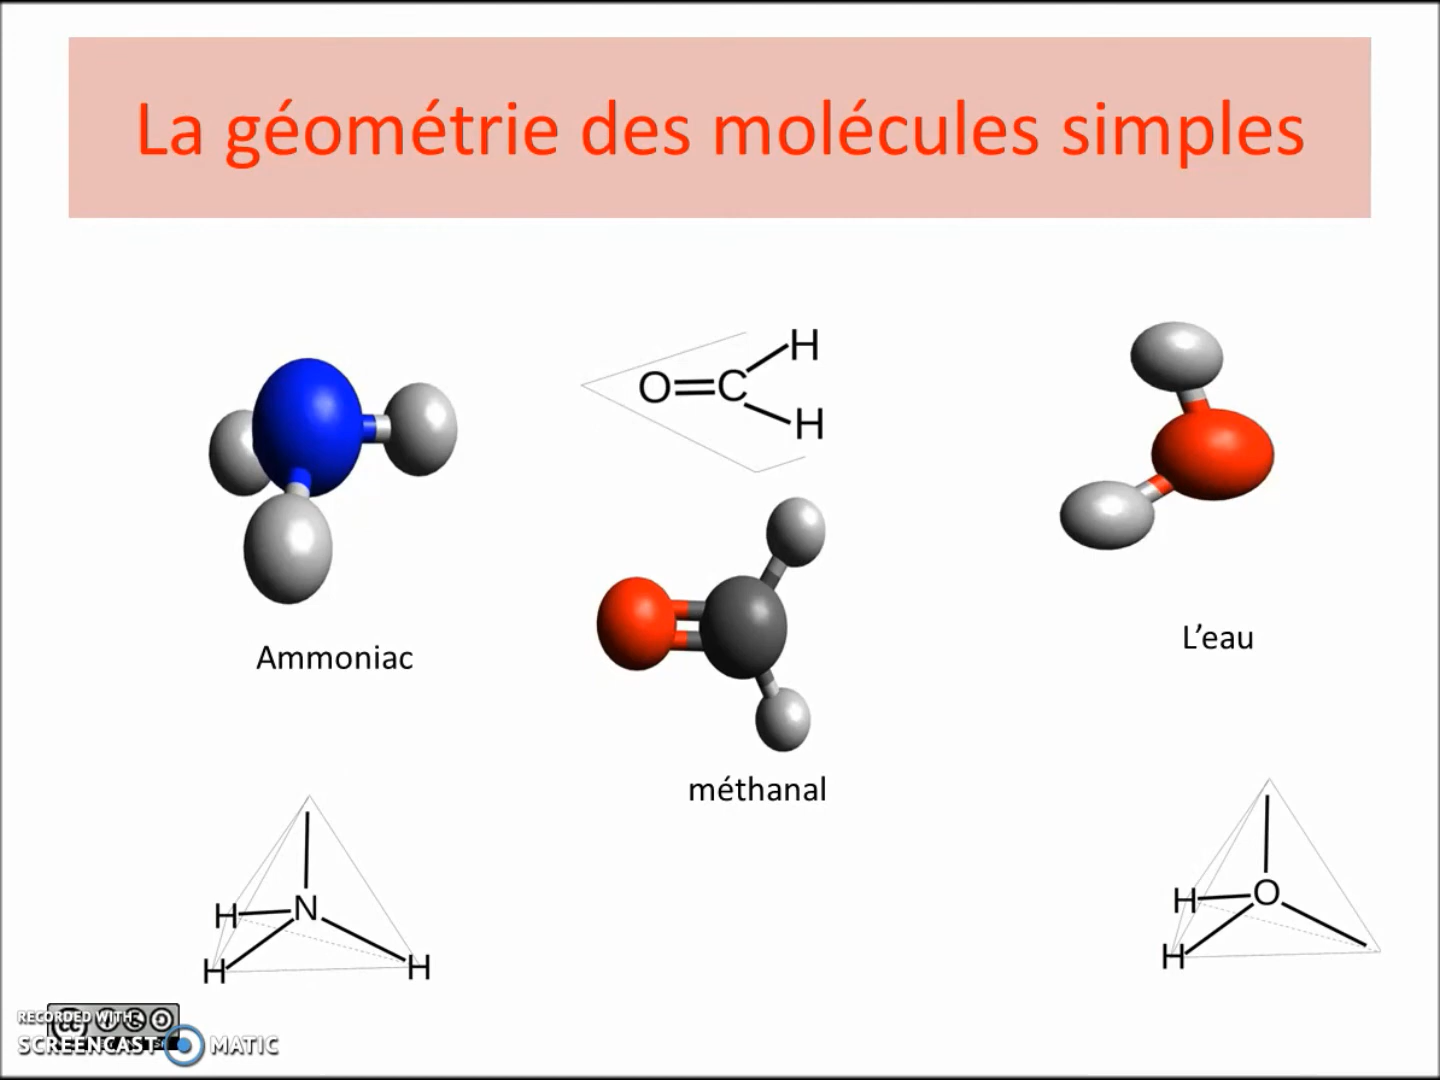 La géométrie des molécules simples
H
O=C
H
Ammoniac
L'eau
méthanal
N
H
H
H
O
H
H
RECORDED WITH
SCREENCAST MATIC